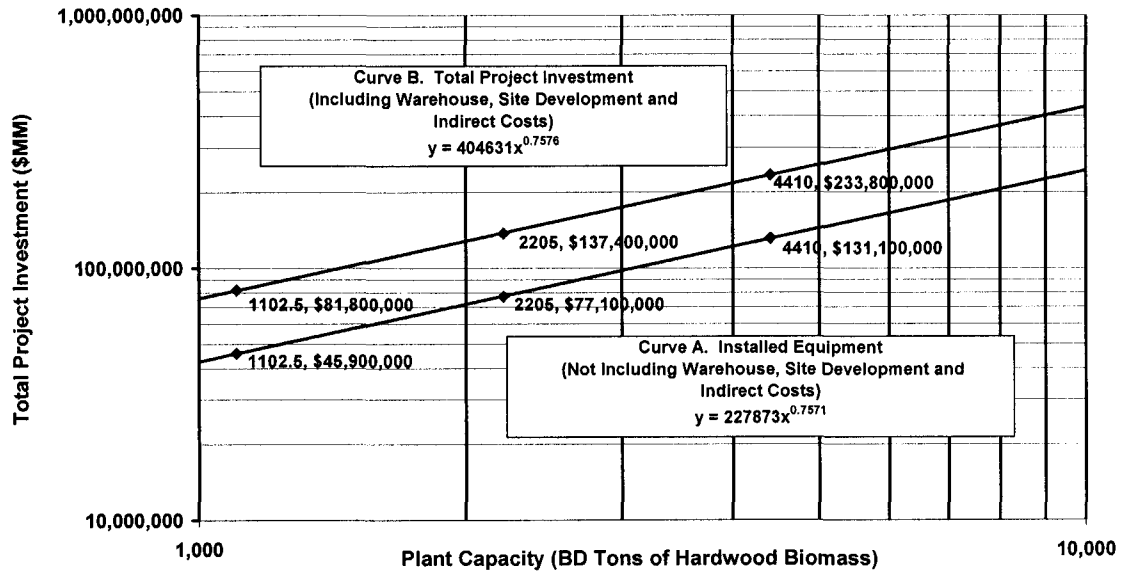 1,000,000,000
Curve B. Total Project Investment
(Including Warehouse, Site Development and
Indirect Costs)
y = 404631x^0.7576
4410, $233,800,000
2205, $137,400,000
4410, $131,100,000
100,000,000
1102.5, $81,800,000
2205, $77,100,000
1102.5, $45,900,000
Curve A. Installed Equipment
(Not Including Warehouse, Site Development and
Indirect Costs)
y = 227873x^0.7571
10,000,000
1,000
10,000
Plant Capacity (BD Tons of Hardwood Biomass)
Total Project Investment ($MM)